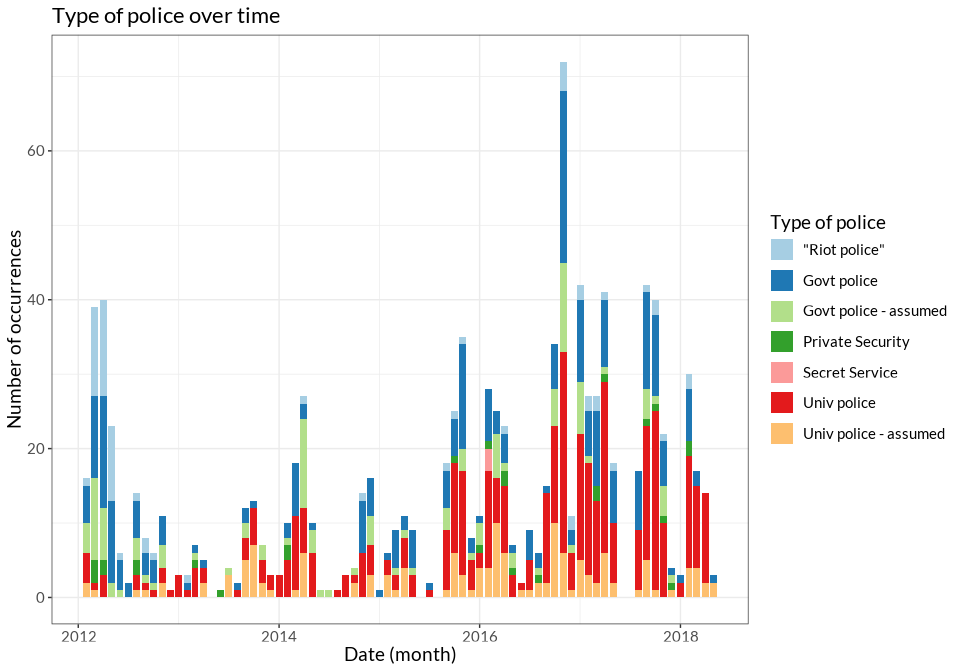 Type of police over time
Number of occurrences
60
40
20
0
2012
2014
2016
2018
Date (month)
Type of police
"Riot police"
Govt police
Govt police - assumed
Private Security
Secret Service
Univ police
Univ police - assumed